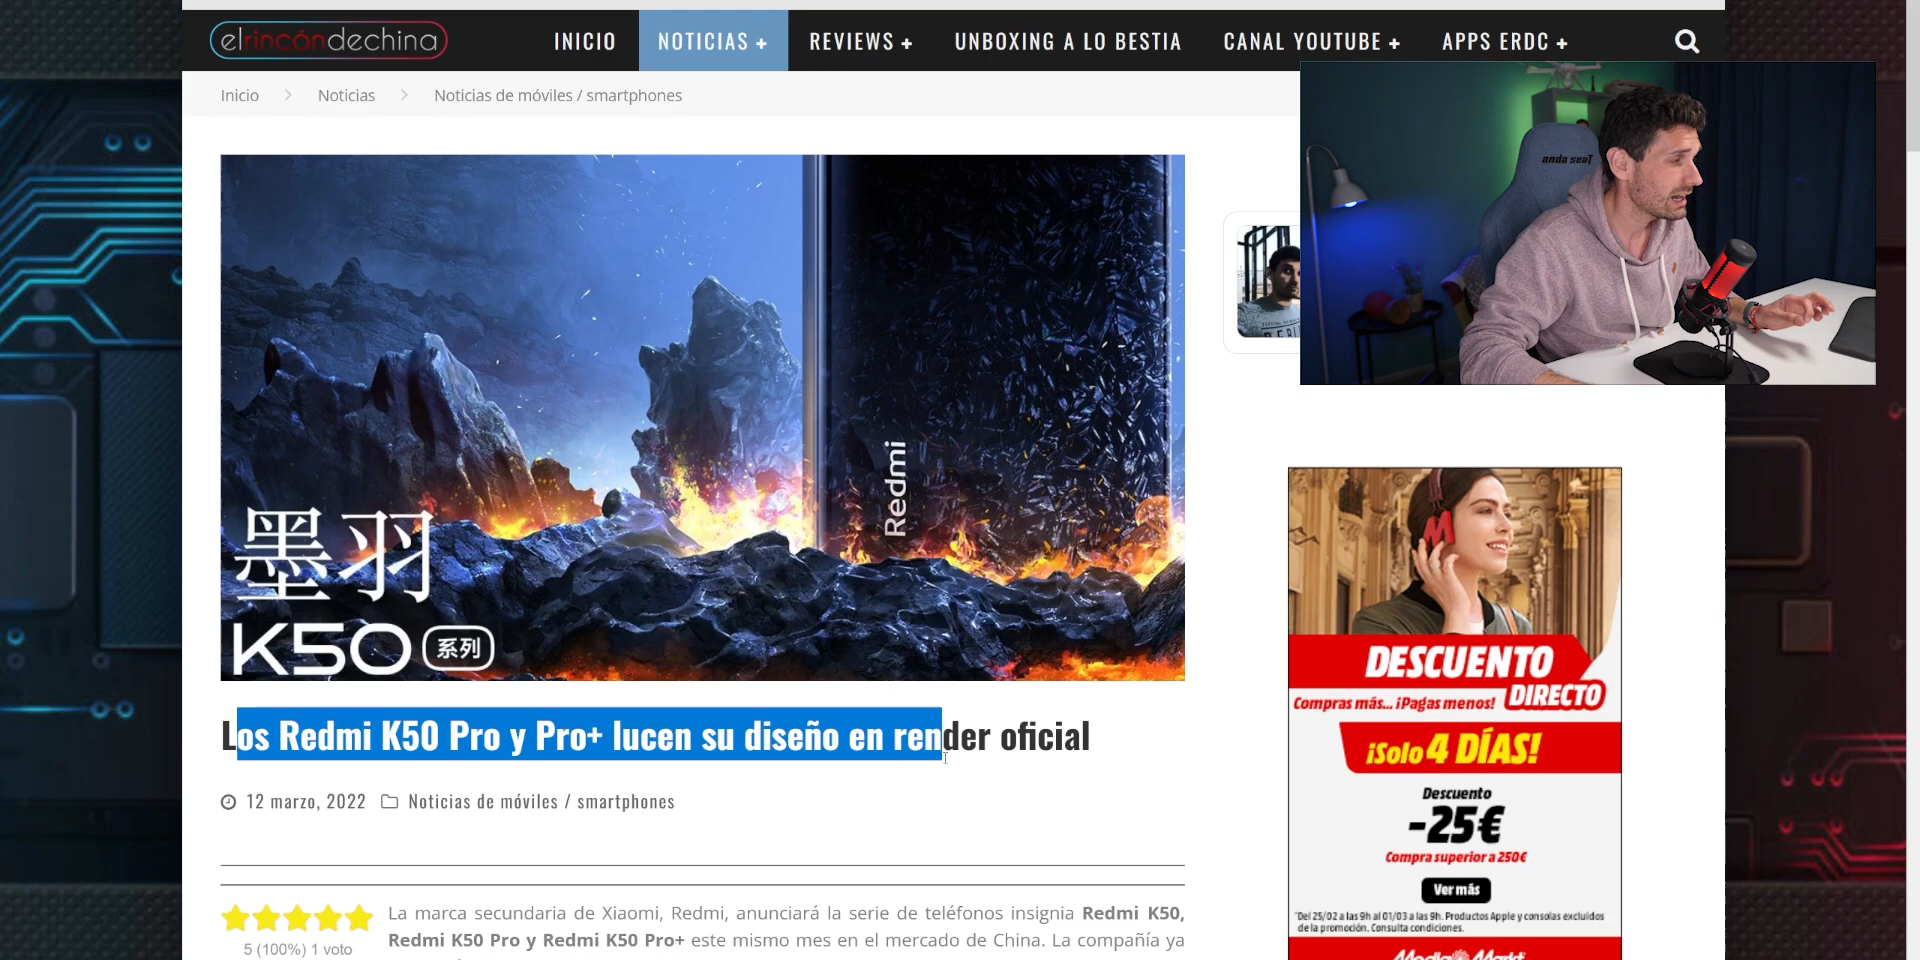 elrincóndechina
INICIO
NOTICIAS +
REVIEWS +
UNBOXING A LO BESTIA
CANAL YOUTUBE +
APPS ERDC +
Inicio > Noticias > Noticias de móviles / smartphones
anda seaT
Redmi
墨羽
K50 系列
Los Redmi K50 Pro y Pro+ lucen su diseño en render oficial
12 marzo, 2022 Noticias de móviles / smartphones
5 (100%) 1 voto
La marca secundaria de Xiaomi, Redmi, anunciará la serie de teléfonos insignia Redmi K50,
Redmi K50 Pro y Redmi K50 Pro+ este mismo mes en el mercado de China. La compañía ya
DESCUENTO
DIRECTO
Compras más... ¡Pagas menos!
¡Solo 4 DÍAS!
Descuento
-25€
Compra superior a 250€
Ver más
*Del 25/02 a las 9h al 01/03 a las 9h. Productos Apple y consolas excluidos
de la promoción. Consulta condiciones.
Media Markt